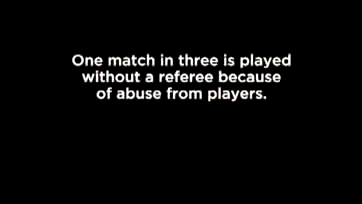 One match in three is played
without a referee because
of abuse from players.